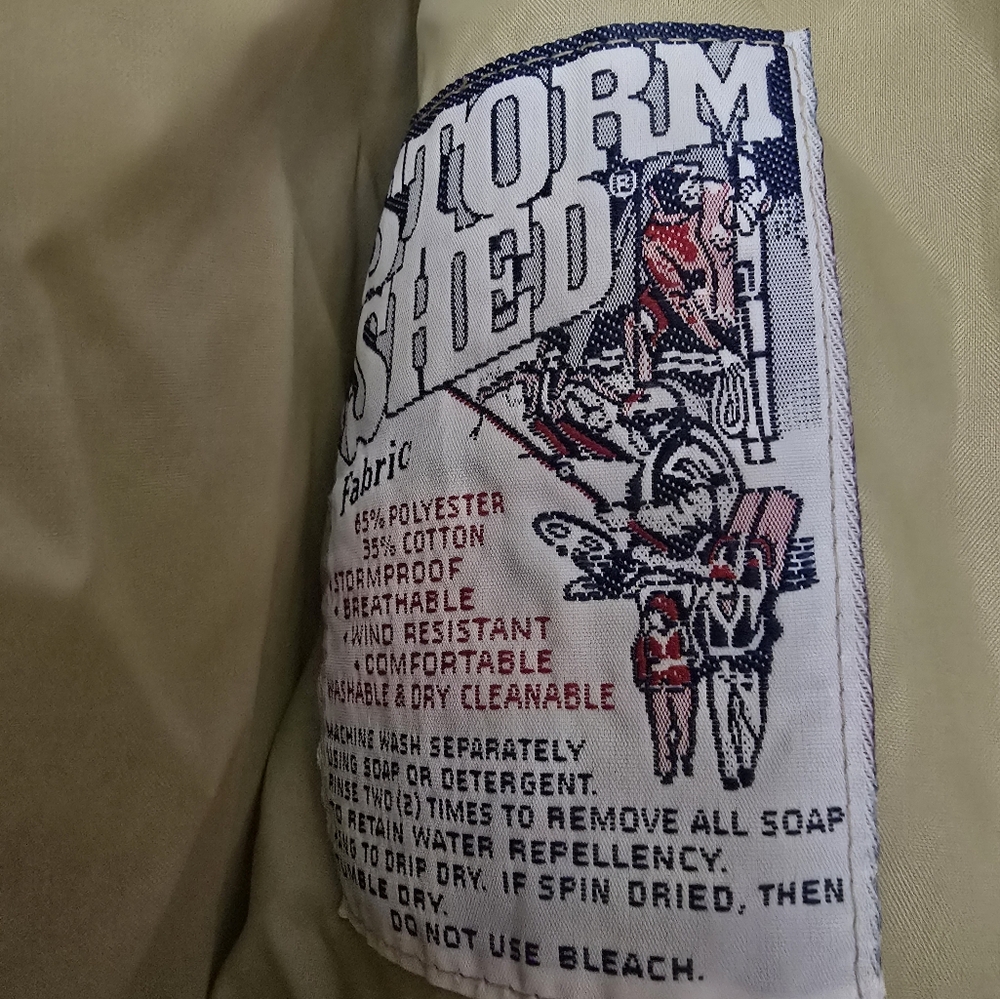 STORM
SHED®
Fabric
65% POLYESTER
35% COTTON
• STORMPROOF
• BREATHABLE
• WIND RESISTANT
• COMFORTABLE
WASHABLE & DRY CLEANABLE
MACHINE WASH SEPARATELY
USING SOAP OR DETERGENT.
RINSE TWO (2) TIMES TO REMOVE ALL SOAP
TO RETAIN WATER REPELLENCY.
HANG TO DRIP DRY. IF SPIN DRIED, THEN
TUMBLE DRY.
DO NOT USE BLEACH.